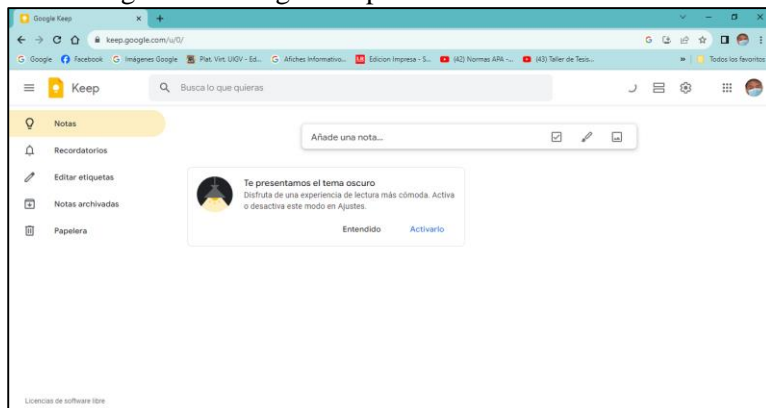 Google Keep
keep.google.com/u/0/
Google
Facebook
Imágenes Google
Plat. Virt. UIGV - Ed...
Afiches Informativo...
Edicion Impresa - S...
(42) Normas APA -...
(43) Taller de Tesis...
Todos los favoritos
Keep
Busca lo que quieras
Notas
Añade una nota...
Recordatorios
Editar etiquetas
Te presentamos el tema oscuro
Disfruta de una experiencia de lectura más cómoda. Activa
o desactiva este modo en Ajustes.
Notas archivadas
Papelera
Entendido
Activarlo
Licencias de software libre